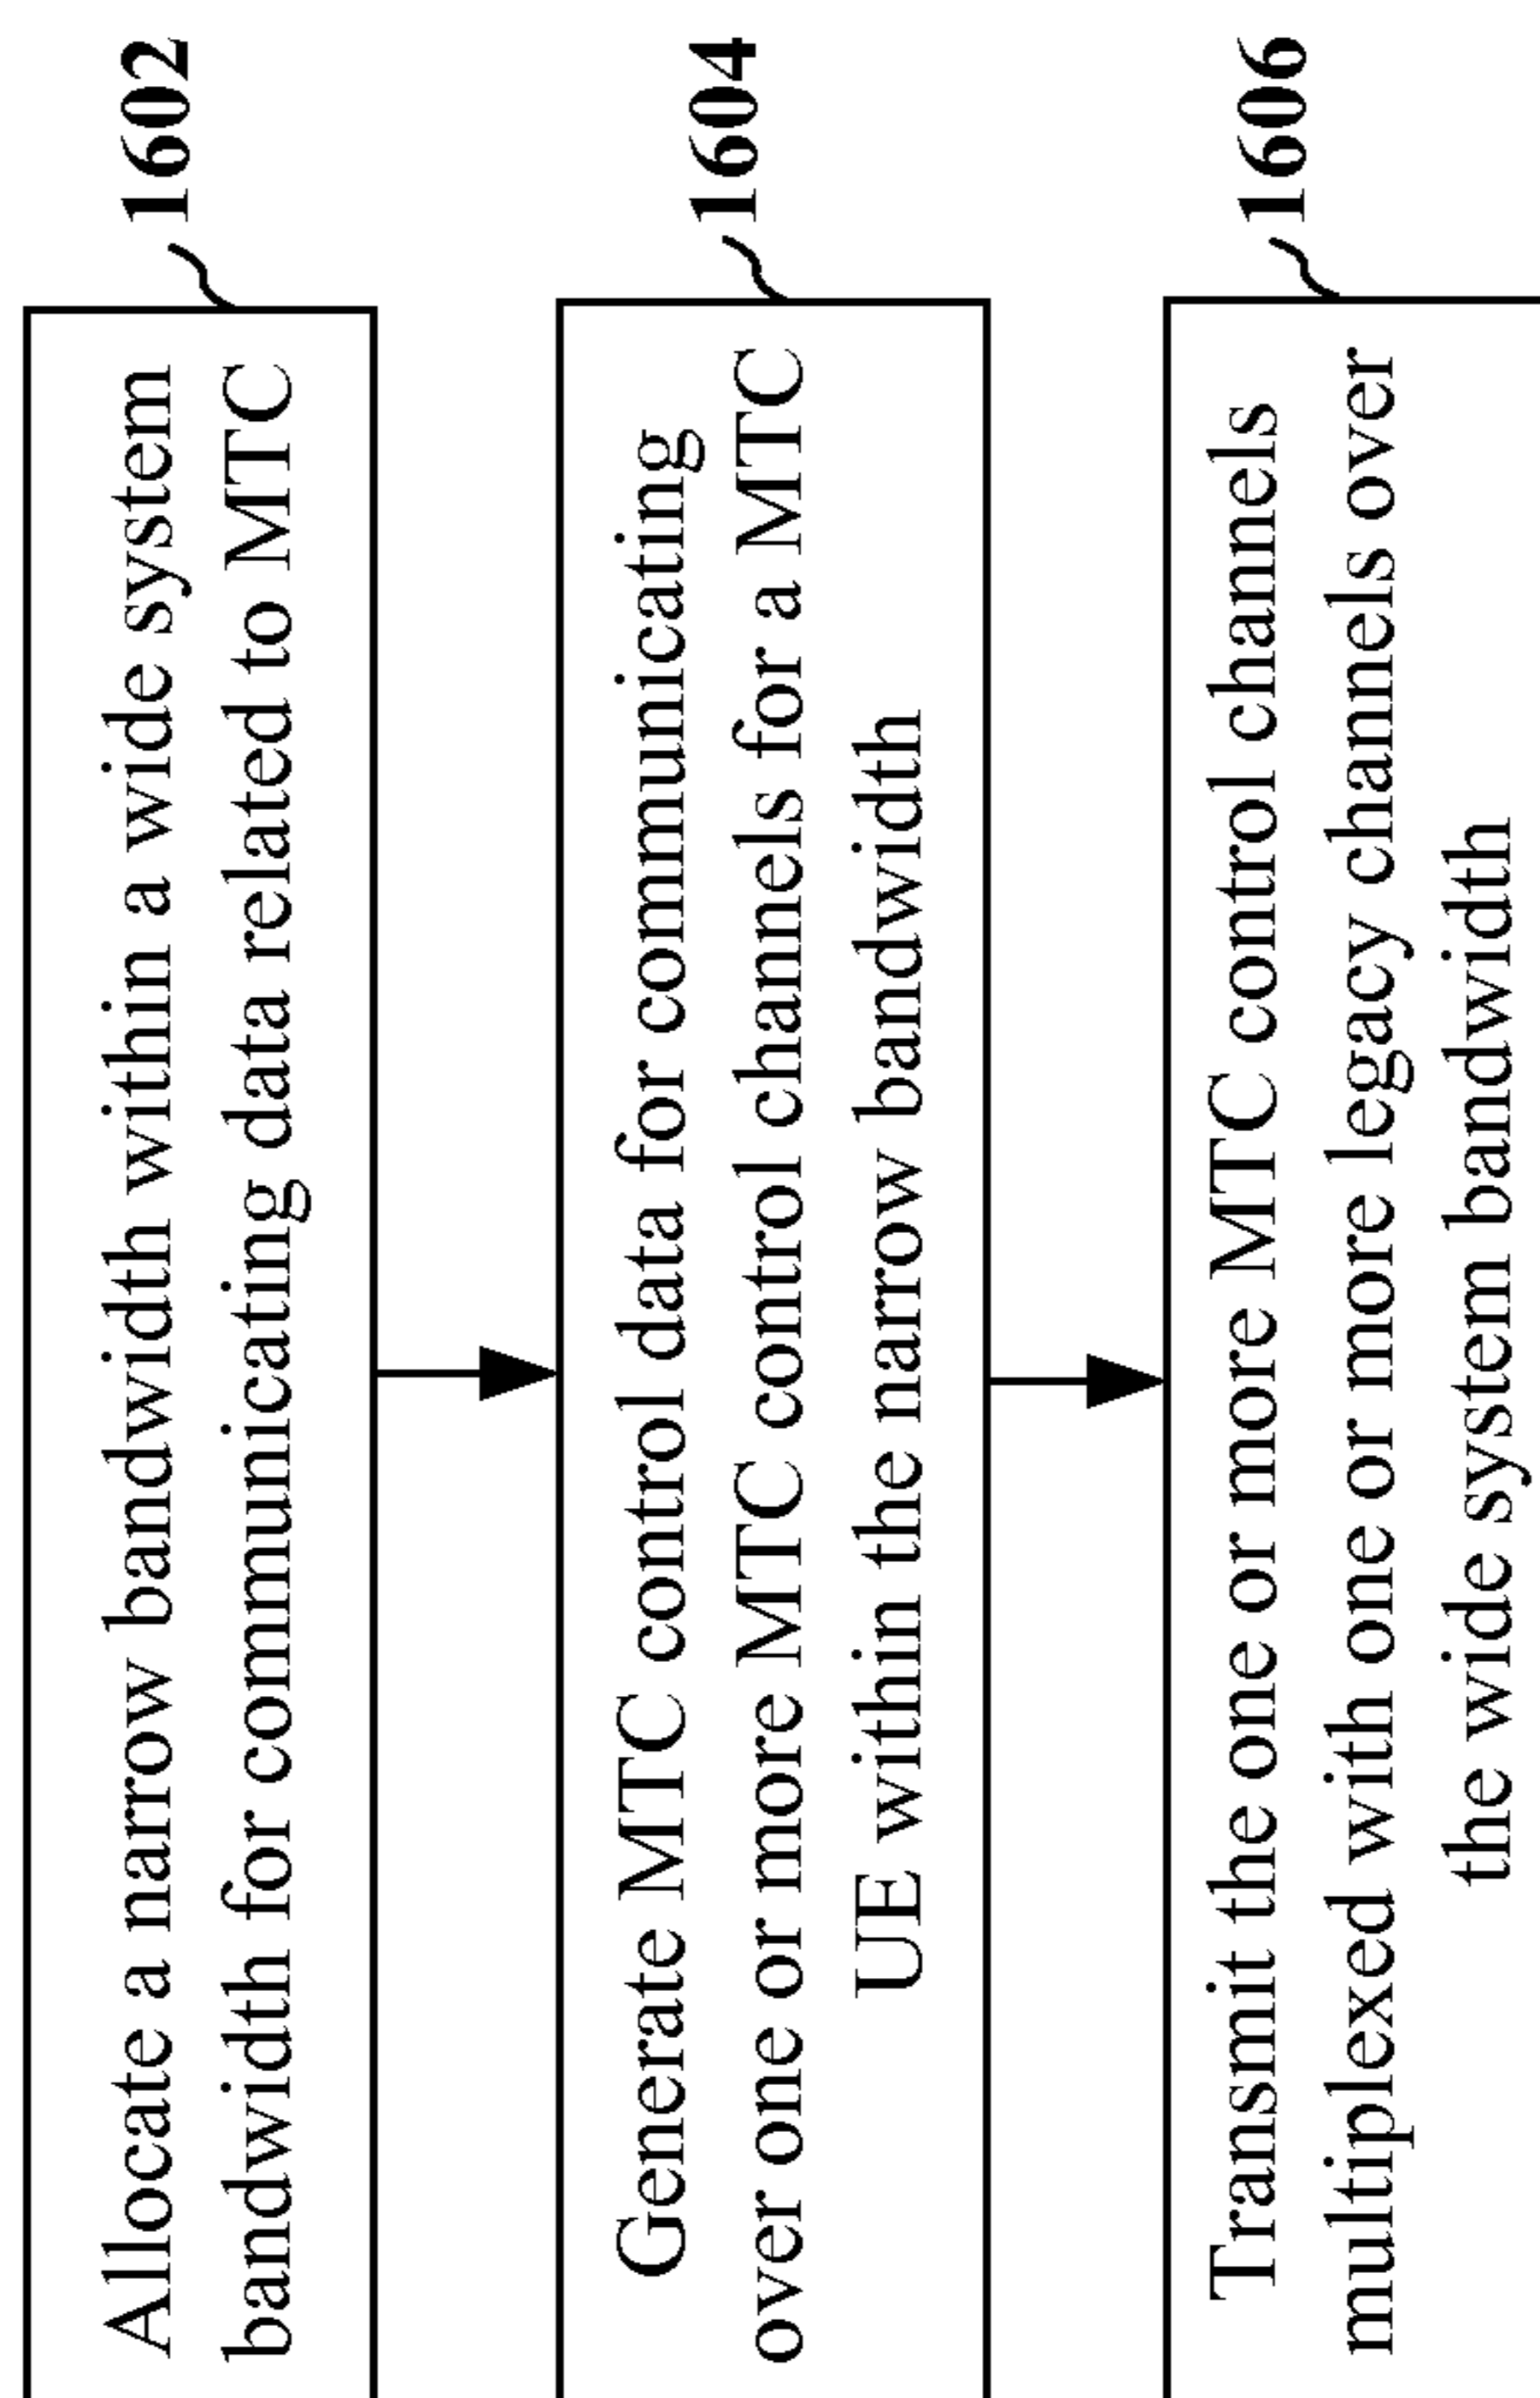 Allocate a narrow bandwidth within a wide system
bandwidth for communicating data related to MTC
1602
Generate MTC control data for communicating
over one or more MTC control channels for a MTC
UE within the narrow bandwidth
1604
Transmit the one or more MTC control channels
multiplexed with one or more legacy channels over
the wide system bandwidth
1606